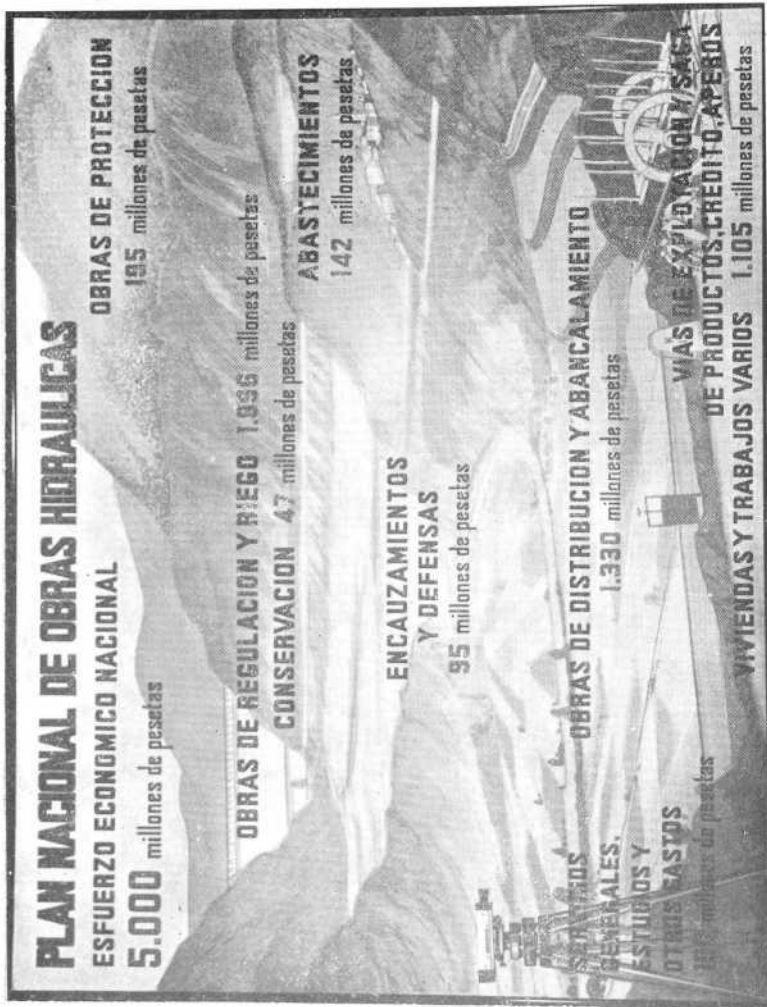 PLAN NACIONAL DE OBRAS HIDRAULICAS
ESFUERZO ECONOMICO NACIONAL
5.000 millones de pesetas
OBRAS DE PROTECCION
195 millones de pesetas
OBRAS DE REGULACION Y RIEGO millones de pesetas
CONSERVACION 47 millones de pesetas
ABASTECIMIENTOS
142 millones de pesetas
ENCAUZAMIENTOS
Y DEFENSAS
95 millones de pesetas
OBRAS DE DISTRIBUCION Y ABANCALAMIENTO
1.330 millones de pesetas
SERVICIOS
GENERALES,
ESTUDIOS Y
OTROS GASTOS
millones de pesetas
VIAS DE EXPLOTACION Y SACA
DE PRODUCTOS, CREDITO, APEROS
VIVIENDAS Y TRABAJOS VARIOS 1.105 millones de pesetas